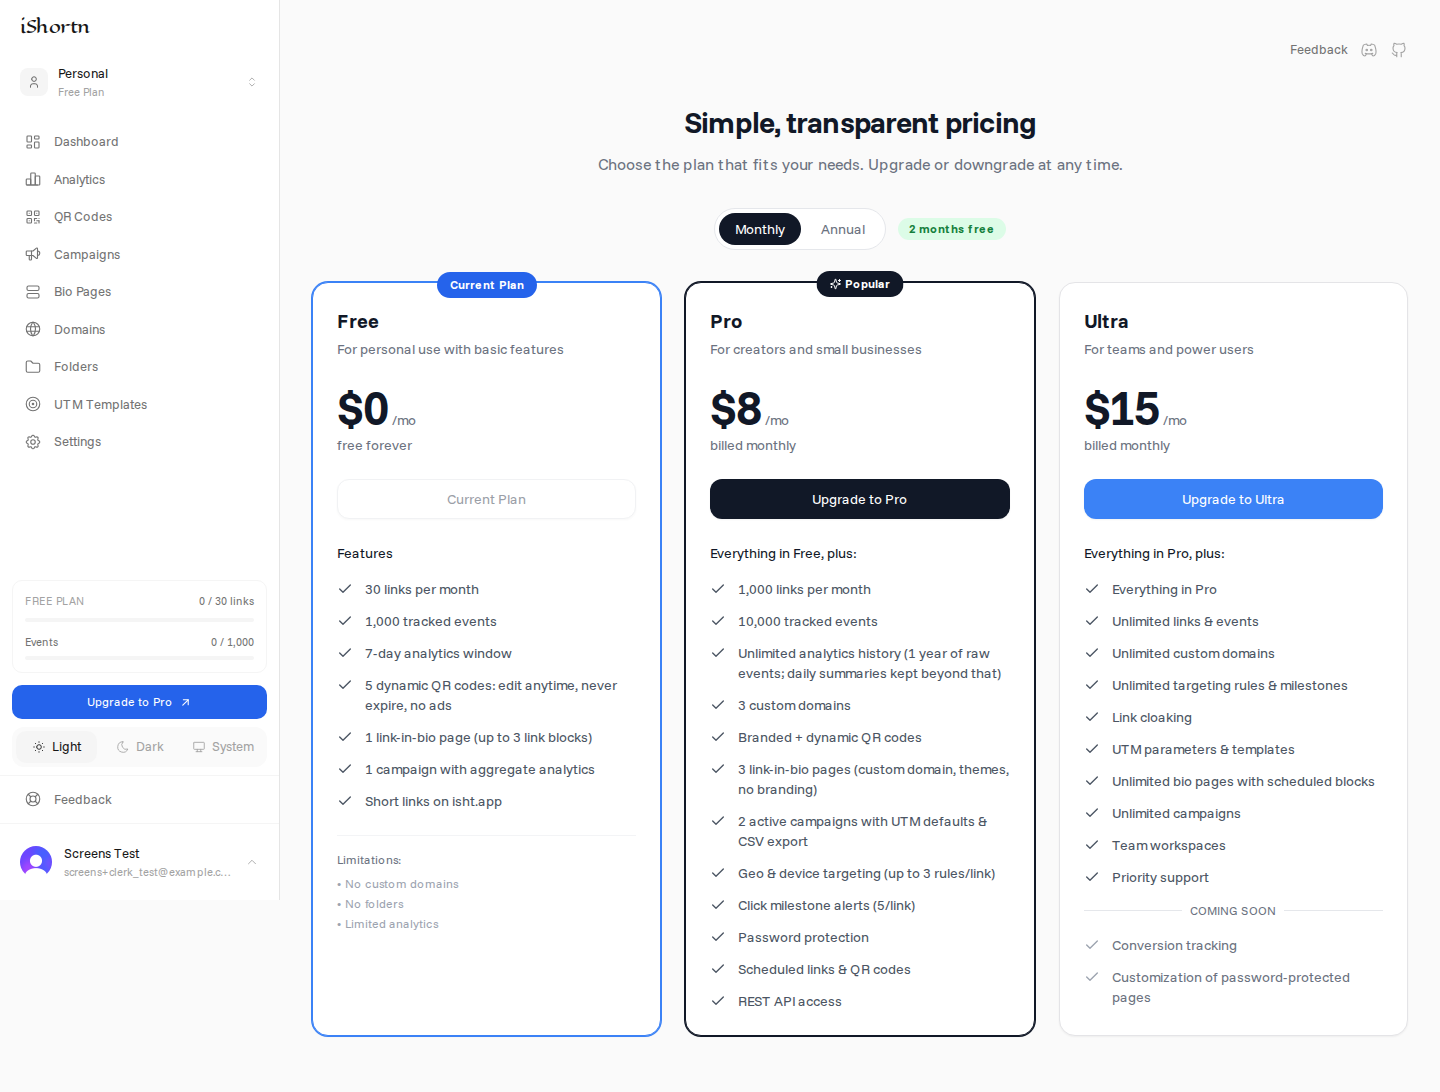 iShortn
Personal
Free Plan
Dashboard
Analytics
QR Codes
Campaigns
Bio Pages
Domains
Folders
UTM Templates
Settings
FREE PLAN 0 / 30 links
Events 0 / 1,000
Upgrade to Pro
Light Dark System
Feedback
Screens Test
screens+clerk_test@example.c...
Feedback
Simple, transparent pricing
Choose the plan that fits your needs. Upgrade or downgrade at any time.
Monthly Annual 2 months free
Current Plan
Free
For personal use with basic features
$0 /mo
free forever
Current Plan
Features
30 links per month
1,000 tracked events
7-day analytics window
5 dynamic QR codes: edit anytime, never
expire, no ads
1 link-in-bio page (up to 3 link blocks)
1 campaign with aggregate analytics
Short links on isht.app
Limitations:
• No custom domains
• No folders
• Limited analytics
Popular
Pro
For creators and small businesses
$8 /mo
billed monthly
Upgrade to Pro
Everything in Free, plus:
1,000 links per month
10,000 tracked events
Unlimited analytics history (1 year of raw
events; daily summaries kept beyond that)
3 custom domains
Branded + dynamic QR codes
3 link-in-bio pages (custom domain, themes,
no branding)
2 active campaigns with UTM defaults &
CSV export
Geo & device targeting (up to 3 rules/link)
Click milestone alerts (5/link)
Password protection
Scheduled links & QR codes
REST API access
Ultra
For teams and power users
$15 /mo
billed monthly
Upgrade to Ultra
Everything in Pro, plus:
Everything in Pro
Unlimited links & events
Unlimited custom domains
Unlimited targeting rules & milestones
Link cloaking
UTM parameters & templates
Unlimited bio pages with scheduled blocks
Unlimited campaigns
Team workspaces
Priority support
COMING SOON
Conversion tracking
Customization of password-protected
pages